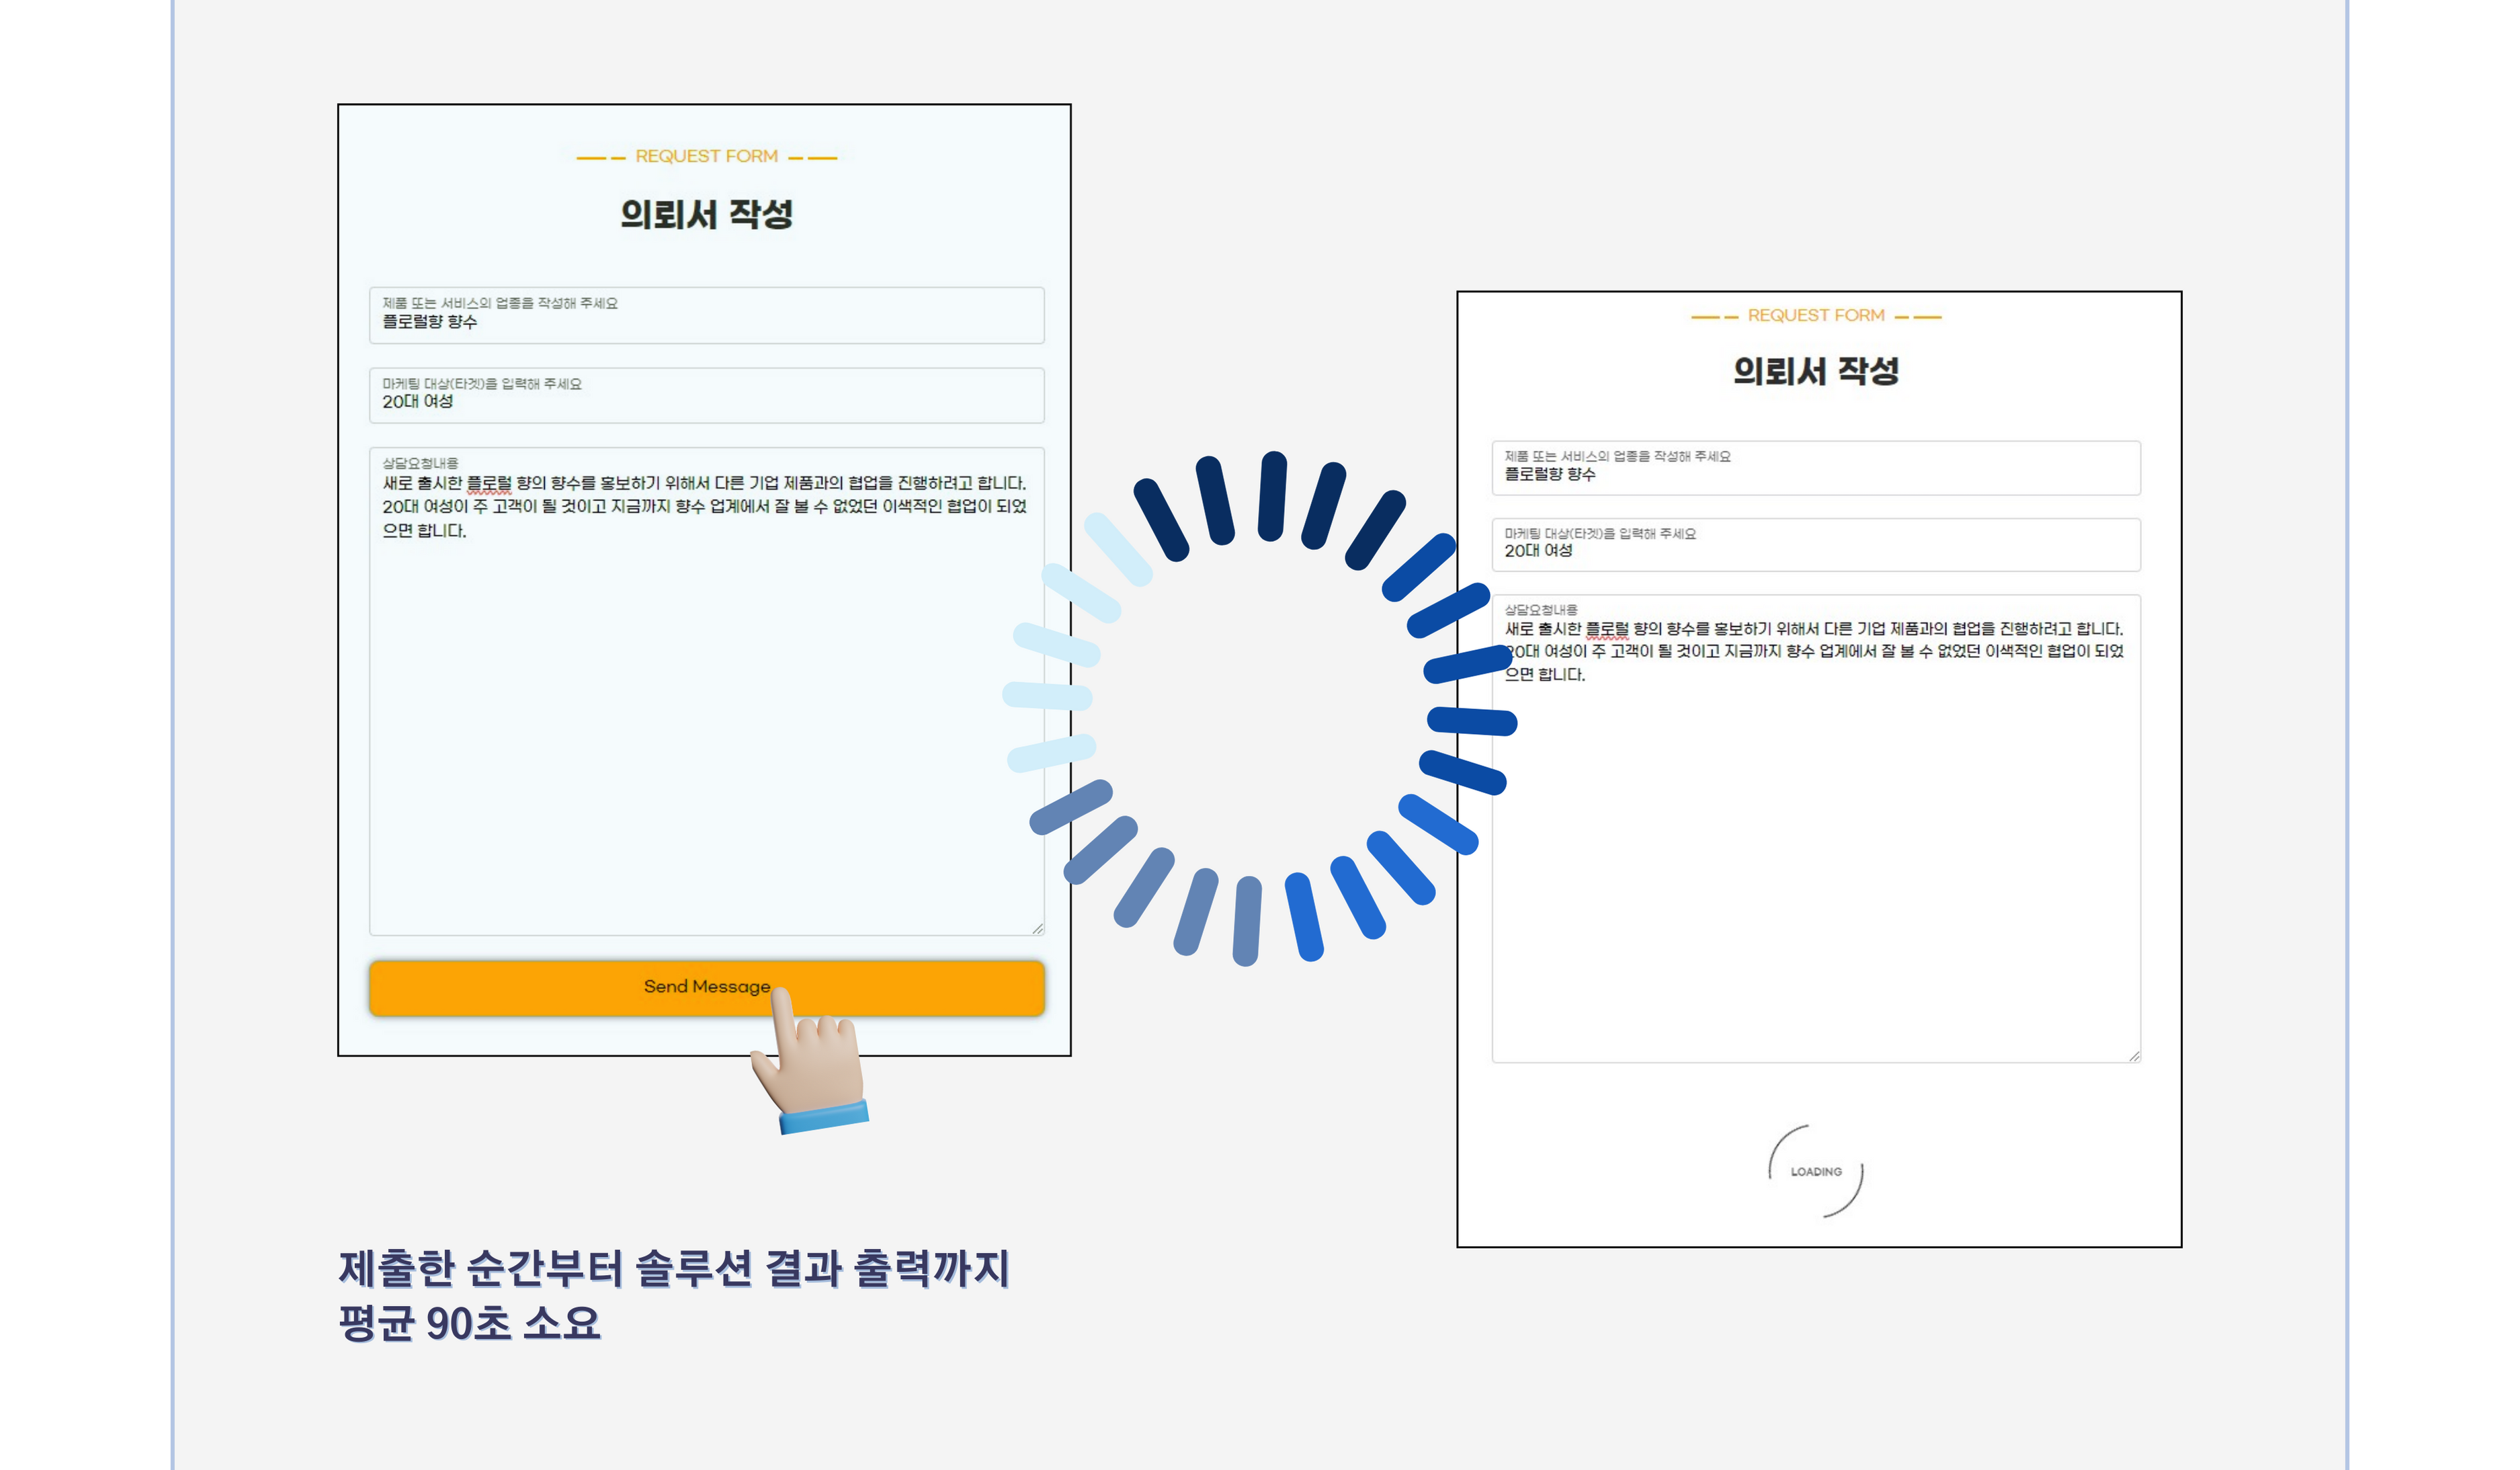 REQUEST FORM
의뢰서 작성
제품 또는 서비스의 업종을 작성해 주세요
플로럴향 향수
마케팅 대상(타겟)을 입력해 주세요
20대 여성
상담요청내용
새로 출시한 플로럴 향의 향수를 홍보하기 위해서 다른 기업 제품과의 협업을 진행하려고 합니다.
20대 여성이 주 고객이 될 것이고 지금까지 향수 업계에서 잘 볼 수 없었던 이색적인 협업이 되었
으면 합니다.
Send Message
제출한 순간부터 솔루션 결과 출력까지
평균 90초 소요
REQUEST FORM
의뢰서 작성
제품 또는 서비스의 업종을 작성해 주세요
플로럴향 향수
마케팅 대상(타겟)을 입력해 주세요
20대 여성
상담요청내용
새로 출시한 플로럴 향의 향수를 홍보하기 위해서 다른 기업 제품과의 협업을 진행하려고 합니다.
20대 여성이 주 고객이 될 것이고 지금까지 향수 업계에서 잘 볼 수 없었던 이색적인 협업이 되었
으면 합니다.
LOADING